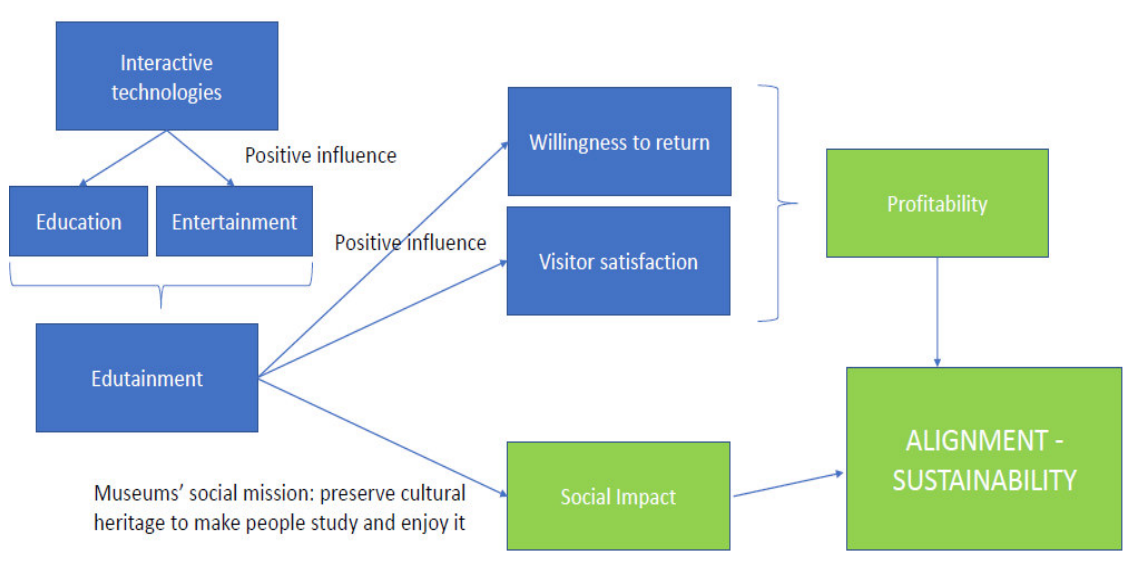 Interactive
technologies
Positive influence
Education
Entertainment
Edutainment
Positive influence
Willingness to return
Visitor satisfaction
Profitability
Museums’ social mission: preserve cultural
heritage to make people study and enjoy it
Social Impact
ALIGNMENT -
SUSTAINABILITY